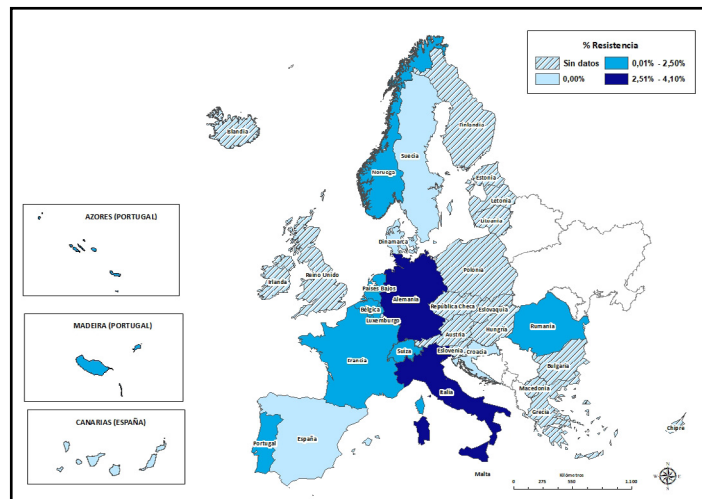 % Resistencia
Sin datos
0,01% - 2,50%
0,00%
2,51% - 4,10%
Islandia
Finlandia
Suecia
Noruega
Estonia
Letonia
Lituania
AZORES (PORTUGAL)
Dinamarca
Irlanda
Reino Unido
Países Bajos
Polonia
Alemania
Bélgica
República Checa
Luxemburgo
Eslovaquia
MADEIRA (PORTUGAL)
Austria
Hungría
Rumania
Francia
Suiza
Eslovenia
Croacia
Bulgaria
Macedonia
Italia
Grecia
CANARIAS (ESPAÑA)
Portugal
España
Chipre
Malta
Kilómetros
0
275
550
1.100
N
W
E
S